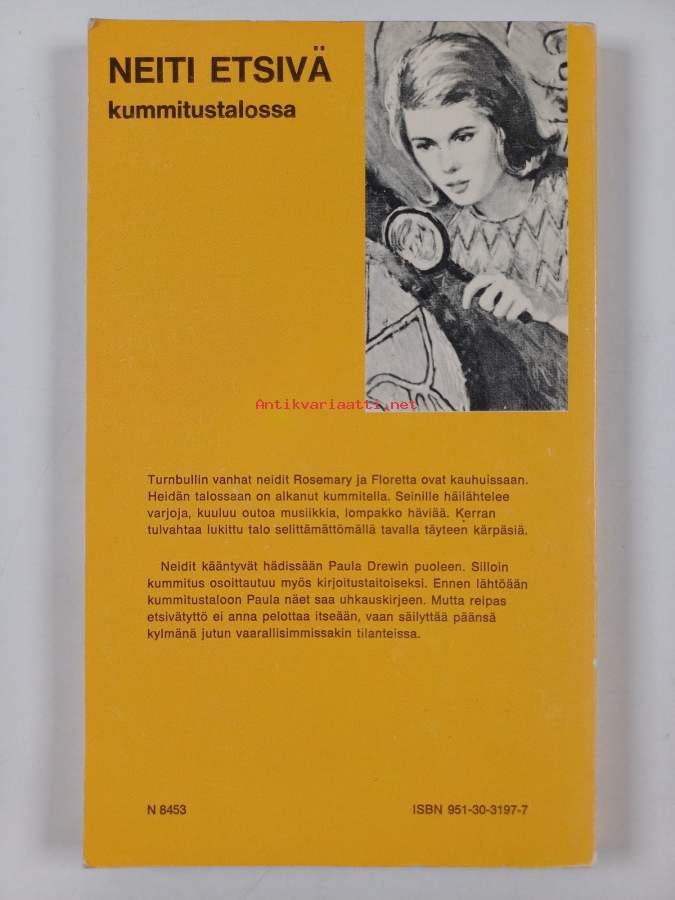 NEITI ETSIVÄ
kummitustalossa
Antikvariaatti.net
Turnbullin vanhat neidit Rosemary ja Floretta ovat kauhuissaan.
Heidän talossaan on alkanut kummitella. Seinille häilähtelee
varjoja, kuuluu outoa musiikkia, lompakko häviää. Kerran
tulvahtaa lukittu talo selittämättömällä tavalla täyteen kärpäsiä.
Neidit kääntyvät hädissään Paula Drewin puoleen. Silloin
kummitus osoittautuu myös kirjoitustaitoiseksi. Ennen lähtöään
kummitustaloon Paula näet saa uhkauskirjeen. Mutta reipas
etsivätyttö ei anna pelottaa itseään, vaan säilyttää päänsä
kylmänä jutun vaarallisimmissakin tilanteissa.
N 8453
ISBN 951-30-3197-7